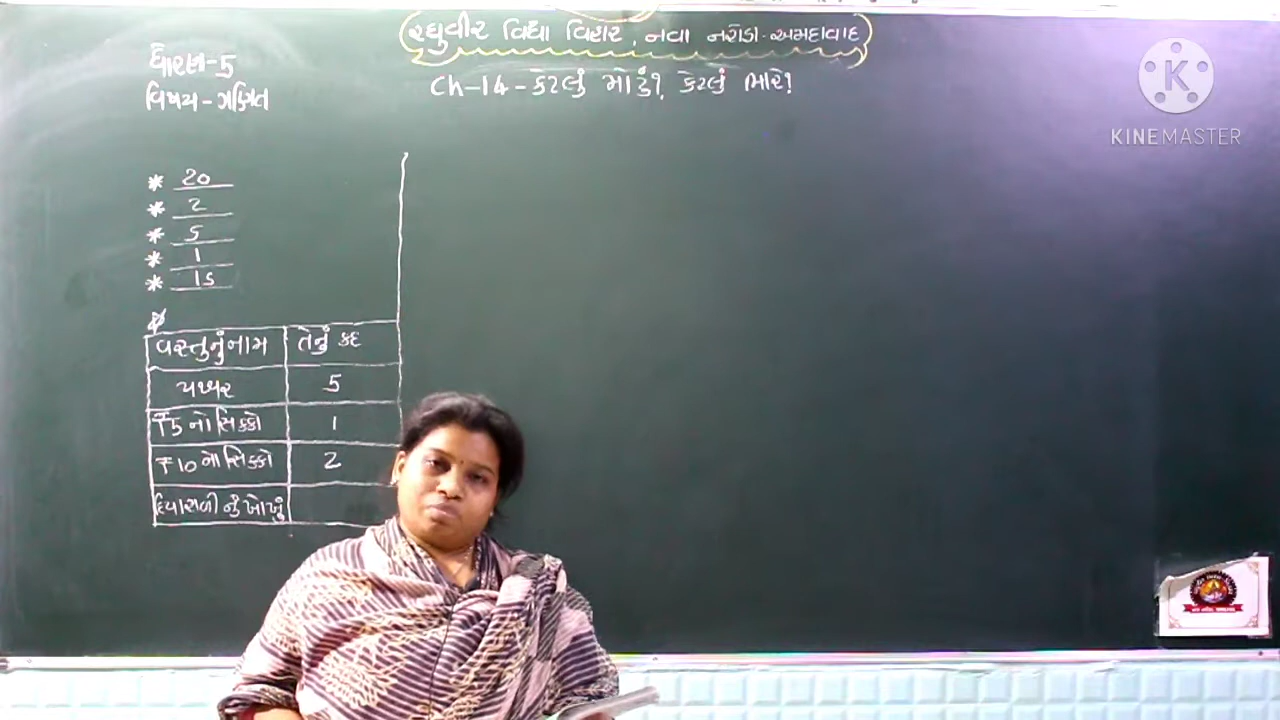 રઘુવીર વિદ્યા વિહાર, નવા નરોડા-અમદાવાદ
ધોરણ-5
વિષય-ગણિત
Ch-14-કેટલું મોટું?, કેટલું ભારે?
KINEMASTER
* 20
* 2
* 5
* 1
* 15
વસ્તુનું નામ | તેનું કદ
પથ્થર | 5
₹5 નો સિક્કો | 1
₹10 નો સિક્કો | 2
દિવાસળી નું ખોખું